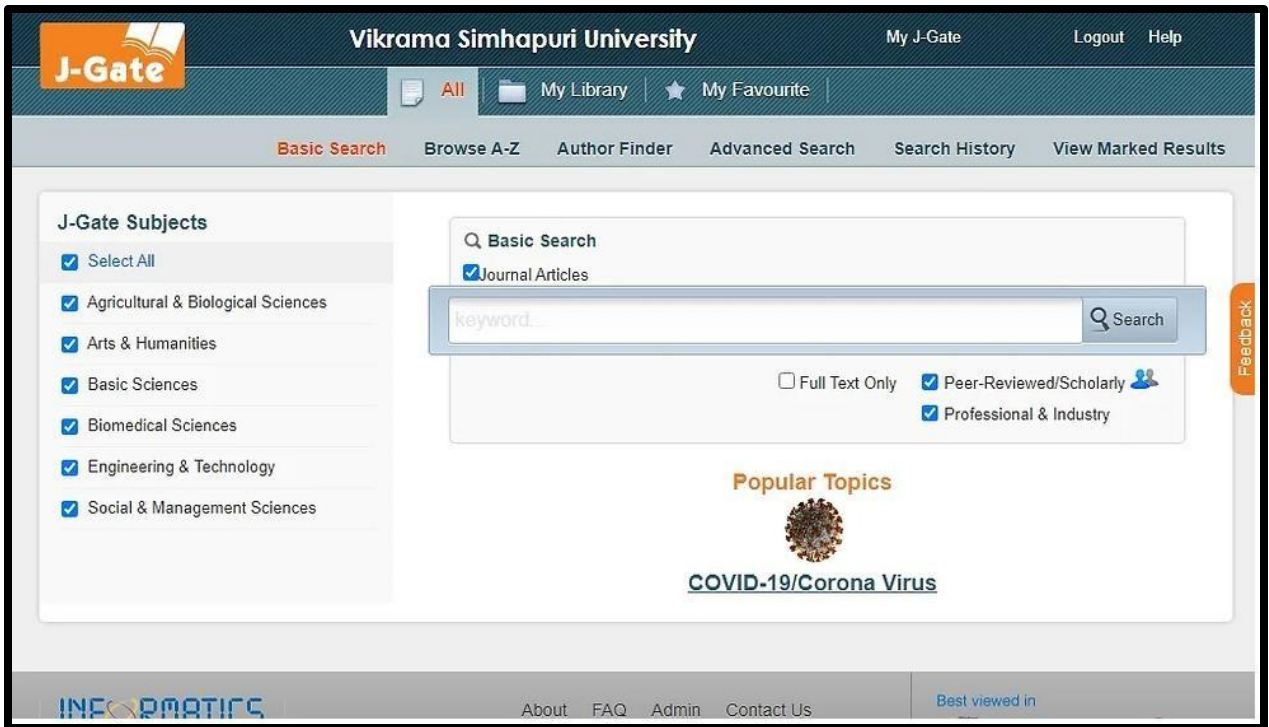 J-Gate
Vikrama Simhapuri University
My J-Gate Logout Help
All My Library My Favourite
Basic Search Browse A-Z Author Finder Advanced Search Search History View Marked Results
J-Gate Subjects
Select All
Agricultural & Biological Sciences
Arts & Humanities
Basic Sciences
Biomedical Sciences
Engineering & Technology
Social & Management Sciences
Basic Search
Journal Articles
keyword...
Search
Full Text Only Peer-Reviewed/Scholarly
Professional & Industry
Popular Topics
COVID-19/Corona Virus
Feedback
INFORMATICS
About FAQ Admin Contact Us
Best viewed in